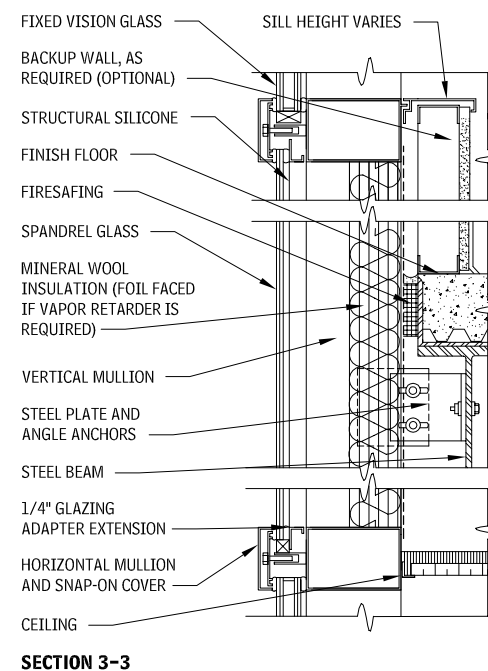 FIXED VISION GLASS
SILL HEIGHT VARIES
BACKUP WALL, AS
REQUIRED (OPTIONAL)
STRUCTURAL SILICONE
FINISH FLOOR
FIRESAFING
SPANDREL GLASS
MINERAL WOOL
INSULATION (FOIL FACED
IF VAPOR RETARDER IS
REQUIRED)
VERTICAL MULLION
STEEL PLATE AND
ANGLE ANCHORS
STEEL BEAM
1/4" GLAZING
ADAPTER EXTENSION
HORIZONTAL MULLION
AND SNAP-ON COVER
CEILING
SECTION 3-3